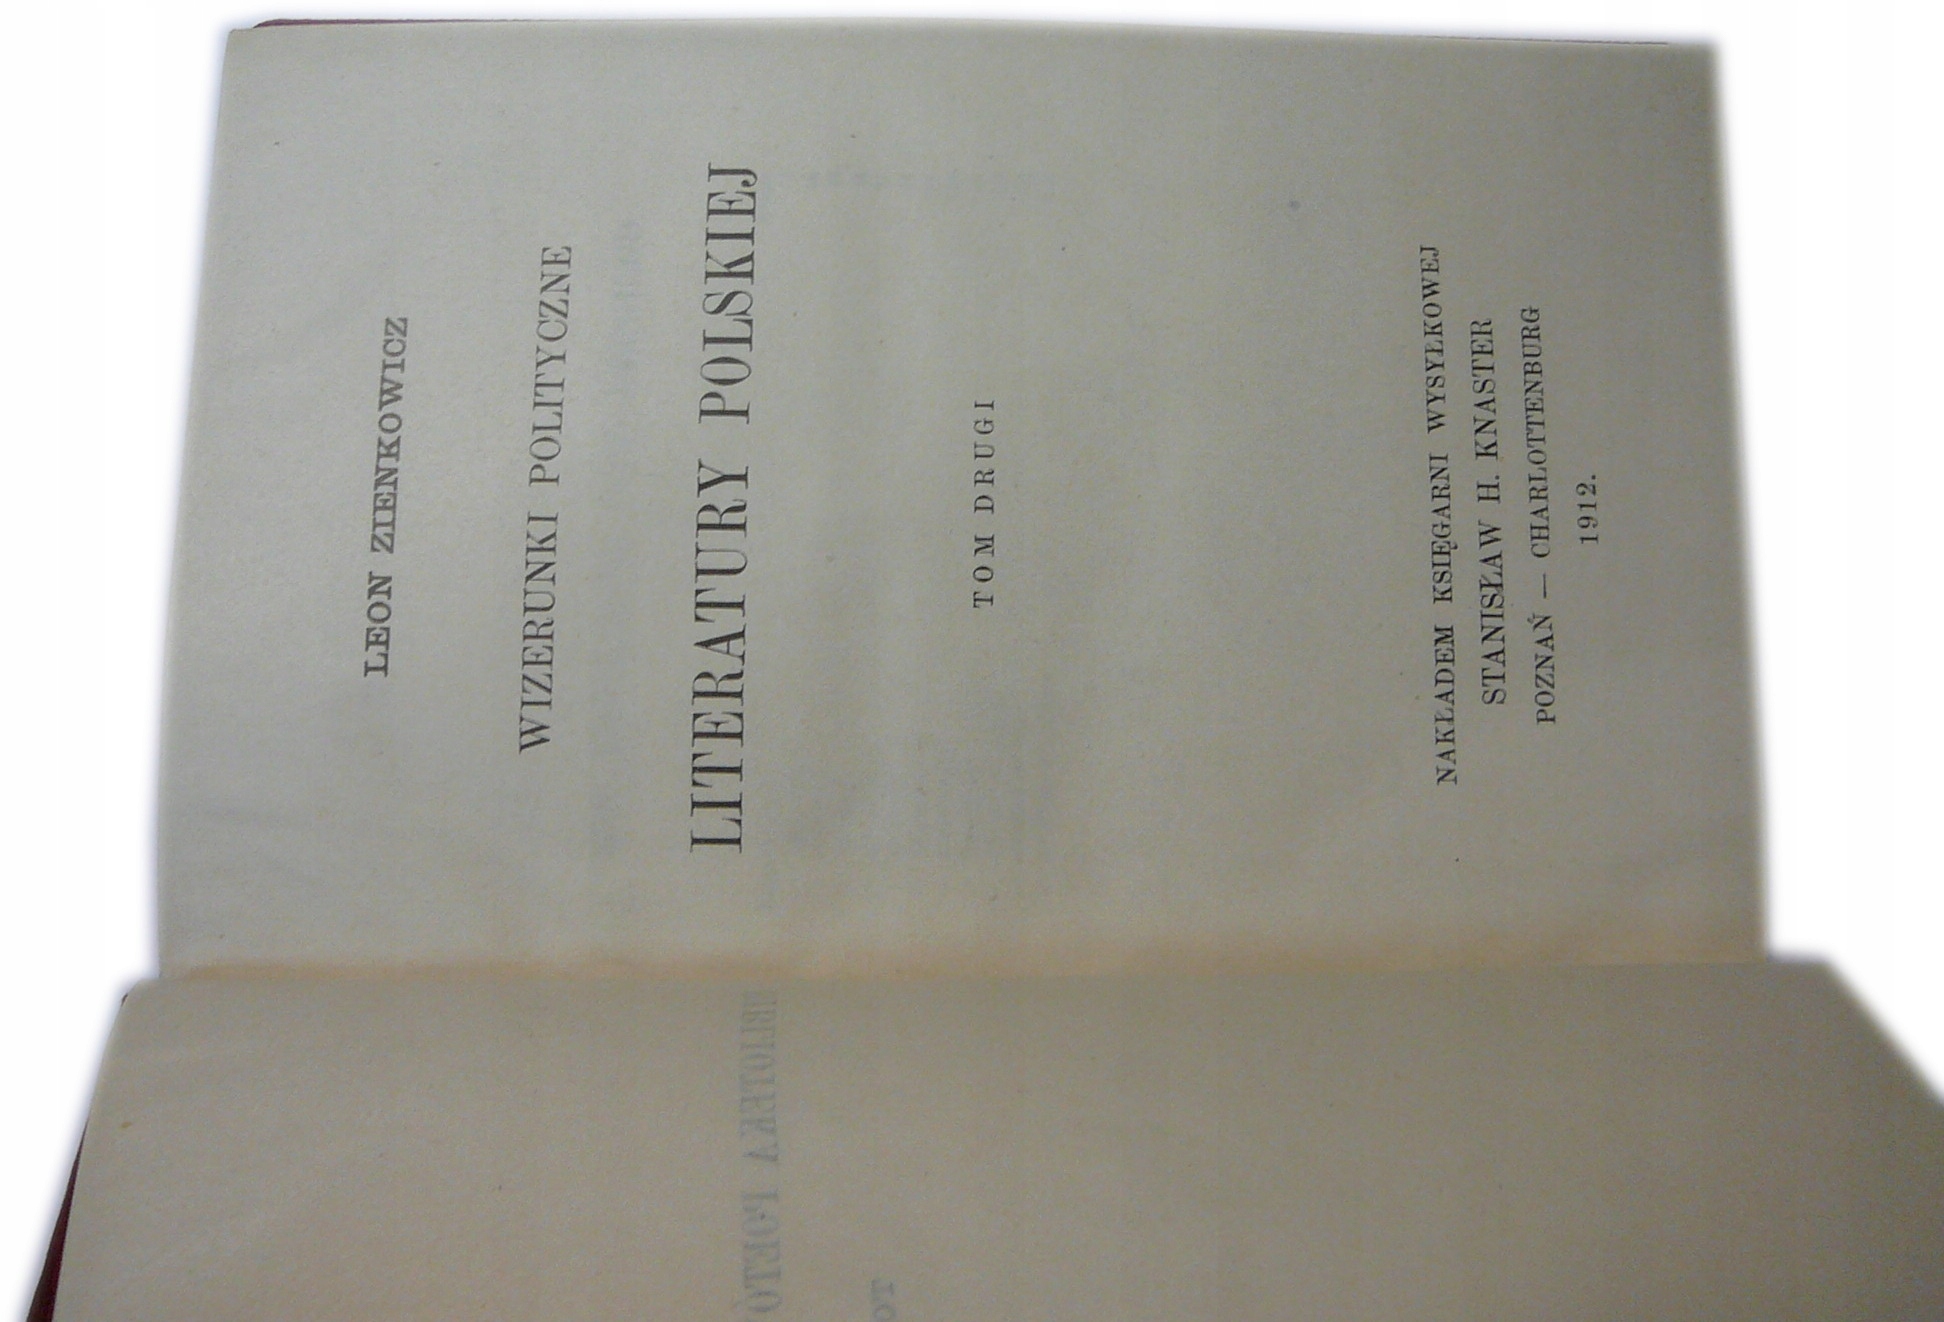 LEON ZIENKOWICZ
WIZERUNKI POLITYCZNE
LITERATURY POLSKIEJ
TOM DRUGI
NAKŁADEM KSIĘGARNI WYSYŁKOWEJ
STANISŁAW H. KNASTER
POZNAŃ — CHARLOTTENBURG
1912.